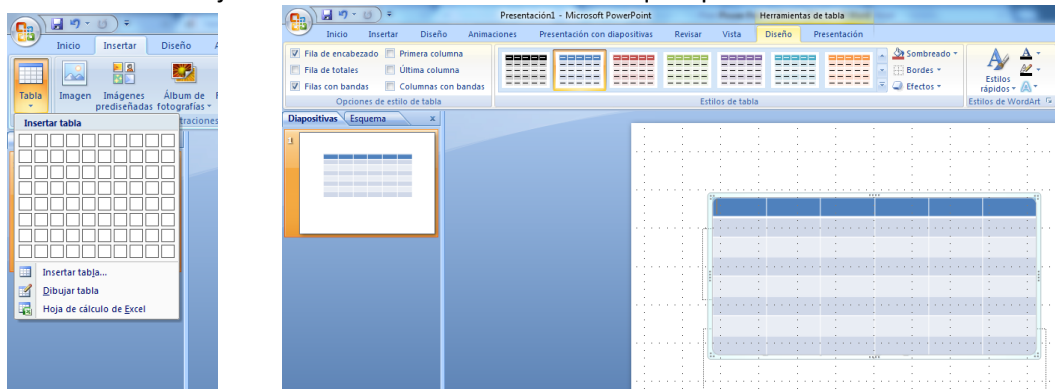 Inicio Insertar Diseño
Tabla
Imagen
Imágenes prediseñadas
Álbum de fotografías
raciones
Insertar tabla
Insertar tabla...
Dibujar tabla
Hoja de cálculo de Excel
Presentación1 - Microsoft PowerPoint
Herramientas de tabla
Inicio Insertar Diseño Animaciones Presentación con diapositivas Revisar Vista Diseño Presentación
Fila de encabezado Primera columna
Fila de totales Última columna
Filas con bandas Columnas con bandas
Opciones de estilo de tabla
Sombreado
Bordes
Efectos
Estilos de tabla
Estilos rápidos
Estilos de WordArt
Diapositivas Esquema x
1